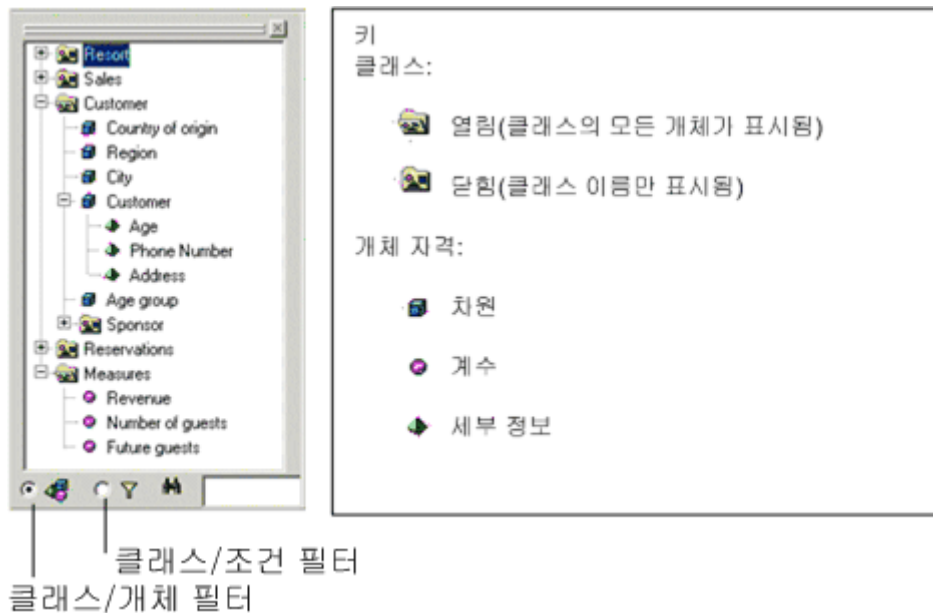 Resort
Sales
Customer
Country of origin
Region
City
Customer
Age
Phone Number
Address
Age group
Sponsor
Reservations
Measures
Revenue
Number of guests
Future guests
키
클래스:
열림(클래스의 모든 개체가 표시됨)
닫힘(클래스 이름만 표시됨)
개체 자격:
차원
계수
세부 정보
클래스/조건 필터
클래스/개체 필터